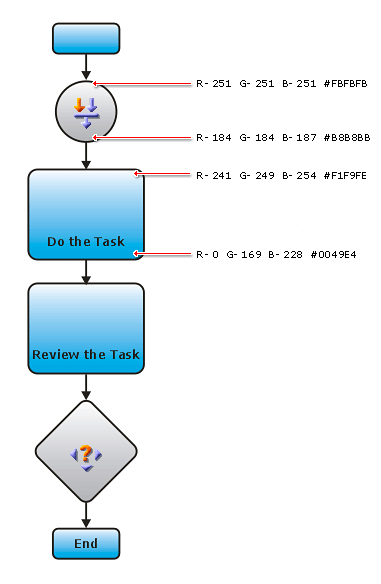 R- 251 G- 251 B- 251 #FBFBFB
R- 184 G- 184 B- 187 #B8B8BB
R- 241 G- 249 B- 254 #F1F9FE
Do the Task
R- 0 G- 169 B- 228 #0049E4
Review the Task
?
End